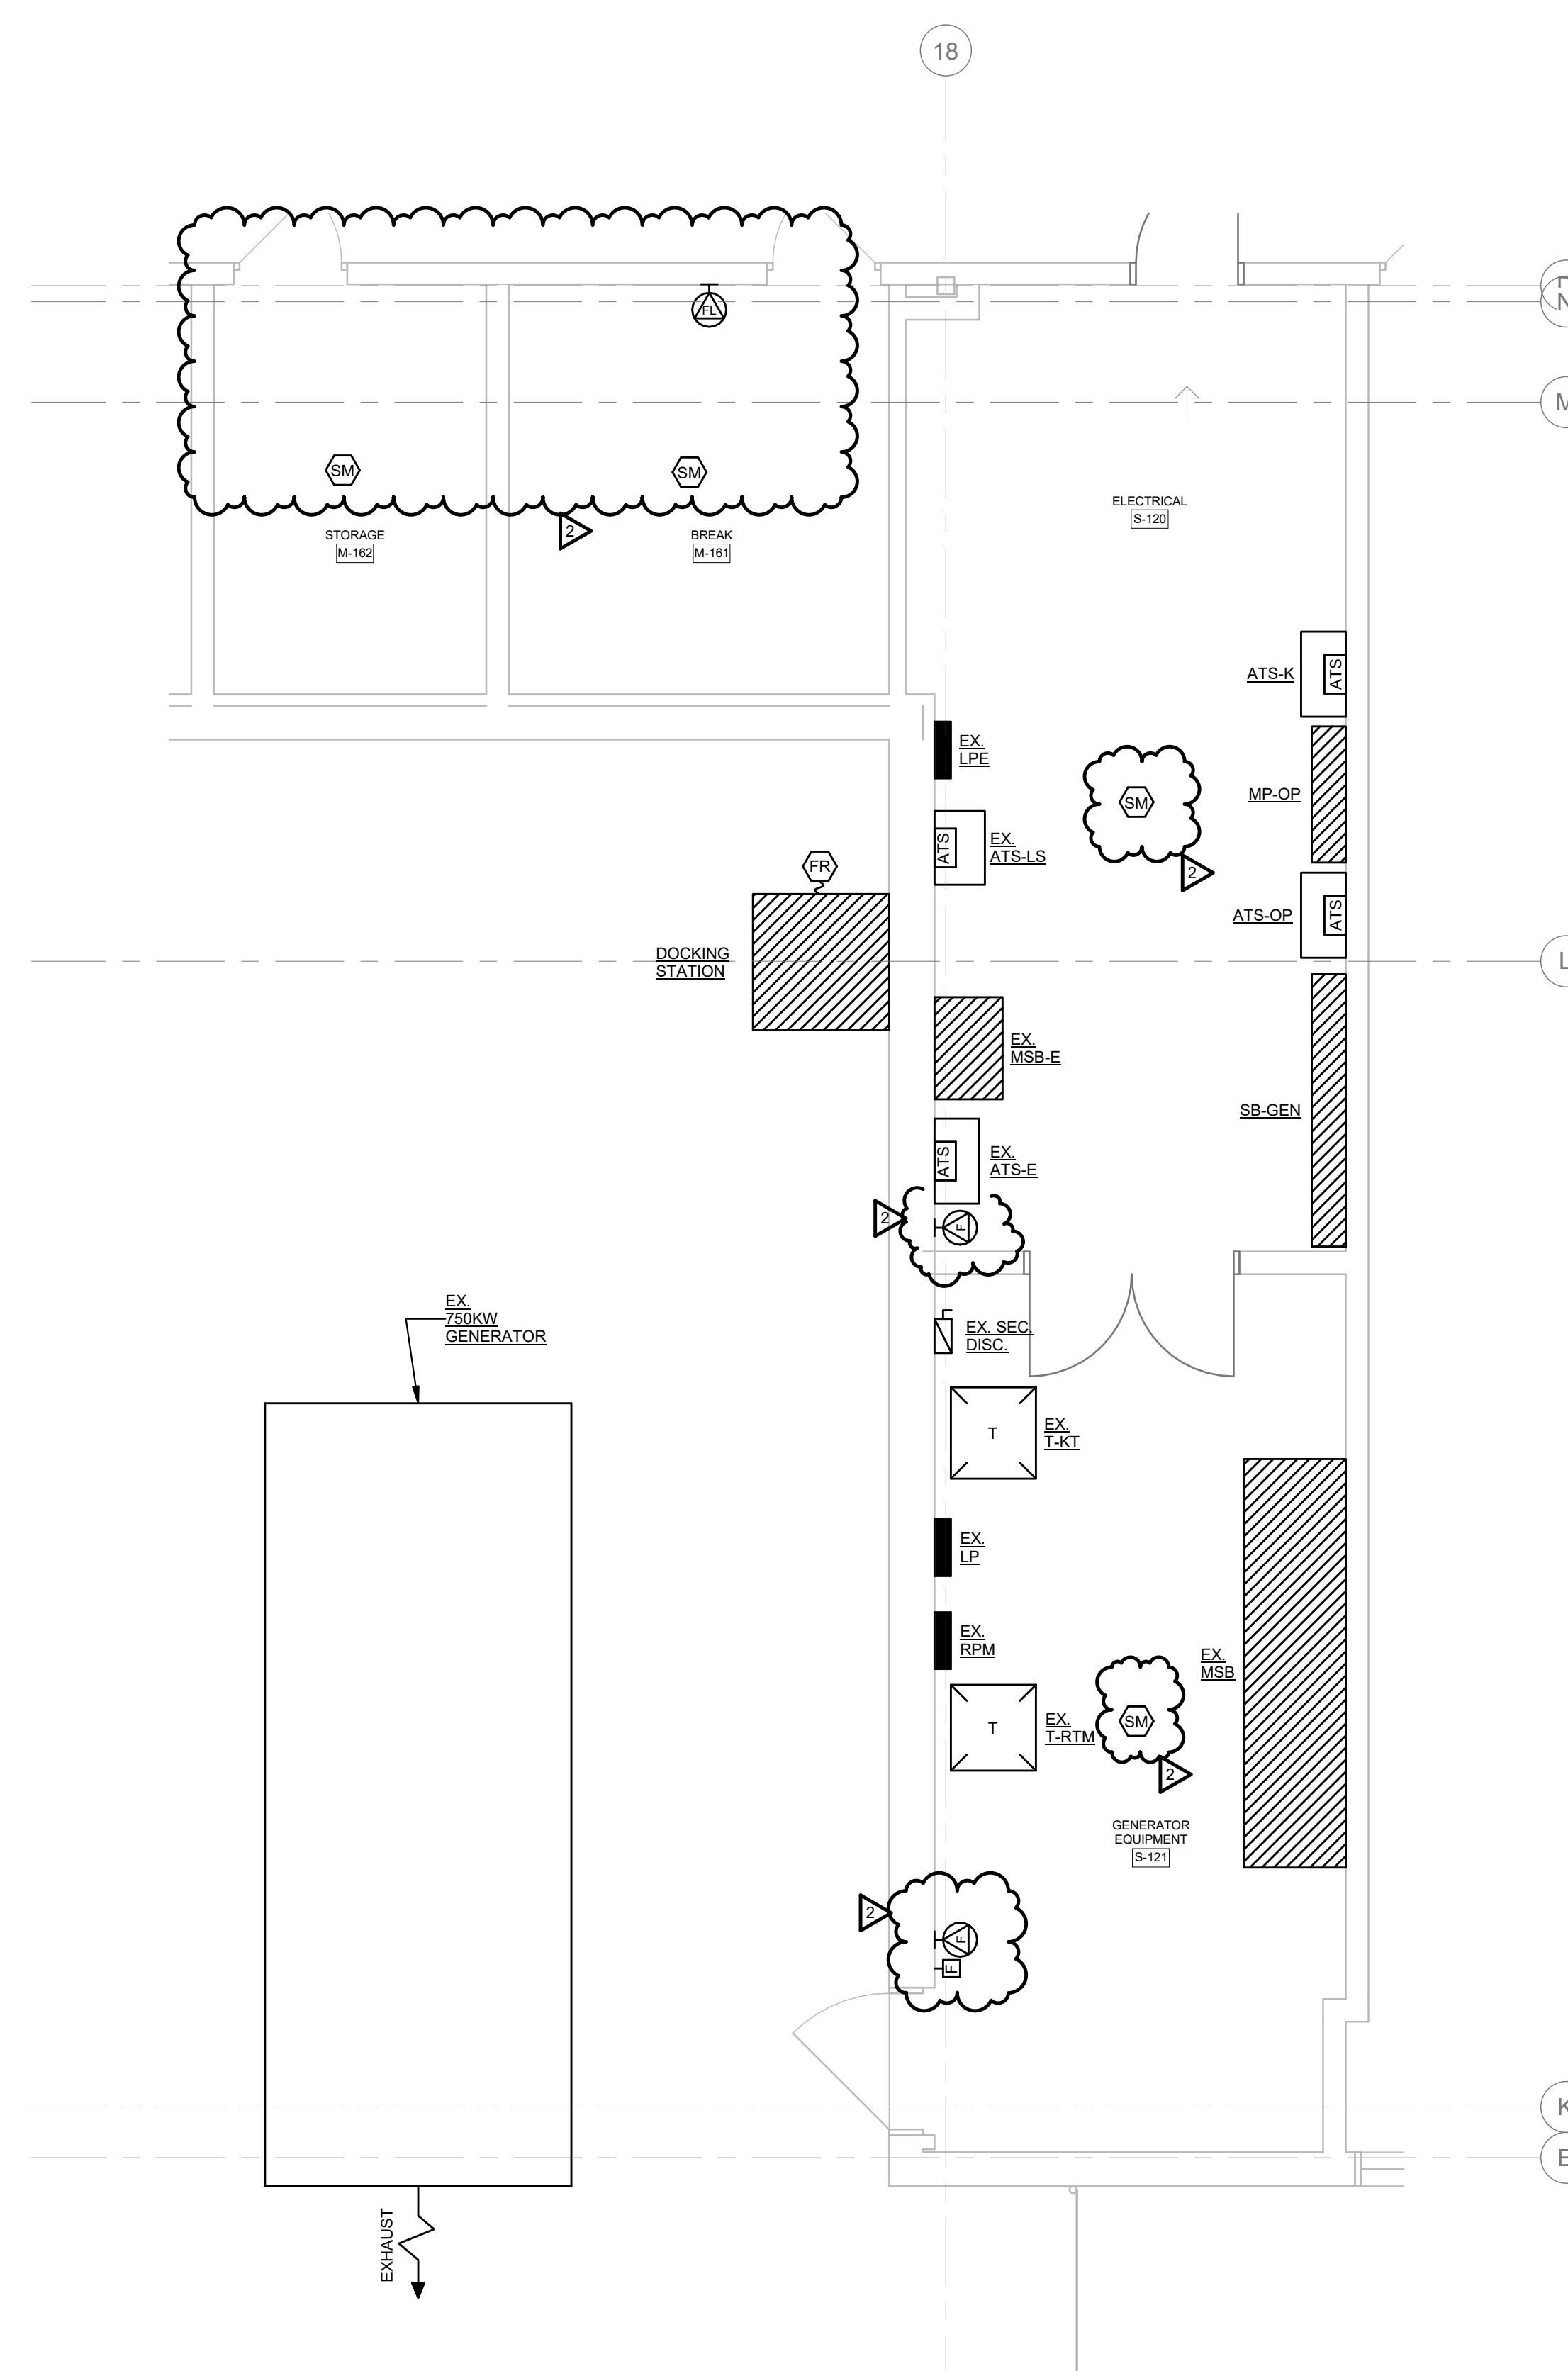 18
FL
N
M
SM
SM
ELECTRICAL
S-120
STORAGE
M-162
2
BREAK
M-161
ATS-K
ATS
EX.
LPE
MP-OP
SM
EX.
ATS-LS
ATS
FR
2
ATS-OP
ATS
DOCKING
STATION
L
EX.
MSB-E
SB-GEN
EX.
ATS-E
ATS
2
F
EX.
750KW
GENERATOR
EX. SEC.
DISC.
EX.
T-KT
T
EX.
LP
EX.
RPM
EX.
MSB
SM
EX.
T-RTM
T
2
GENERATOR
EQUIPMENT
S-121
2
F
F
K
E
EXHAUST